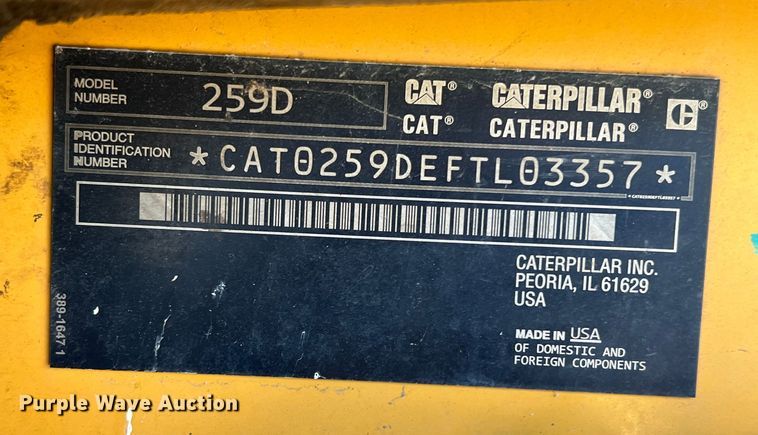 MODEL
NUMBER
259D
CAT® CATERPILLAR®
CAT® CATERPILLAR®
C®
PRODUCT
IDENTIFICATION
NUMBER
*CAT0259DEFTL03357*
*CAT0259DEFTL03357*
CATERPILLAR INC.
PEORIA, IL 61629
USA
MADE IN USA
OF DOMESTIC AND
FOREIGN COMPONENTS
389-1647 1
Purple Wave Auction